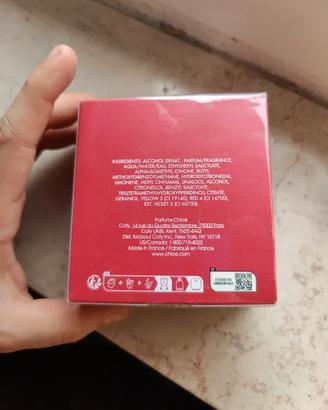 INGREDIENTS: ALCOHOL DENAT., PARFUM/FRAGRANCE,
AQUA/WATER/EAU, ETHYLHEXYL SALICYLATE,
ALPHA-ISOMETHYL IONONE, BUTYL
METHOXYDIBENZOYLMETHANE, HYDROXYCITRONELLAL,
LIMONENE, HEXYL CINNAMAL, LINALOOL, ALCOHOL,
CITRONELLOL, BENZYL SALICYLATE,
TRIS(TETRAMETHYLHYDROXYPIPERIDINOL) CITRATE,
GERANIOL, YELLOW 5 (CI 19140), RED 4 (CI 14700),
EXT. VIOLET 2 (CI 60730).
Parfums Chloé
Coty, 14 rue du Quatre Septembre, 75002 Paris
Coty UK&I, Kent, TN25 4AQ
Dist. by/pour Coty Inc., New York, NY 10118
US/Canada: 1-800-715-4023
Made in France / Fabriqué en France
www.chloe.com
FR
ETICHETTA
AMBIENTALE